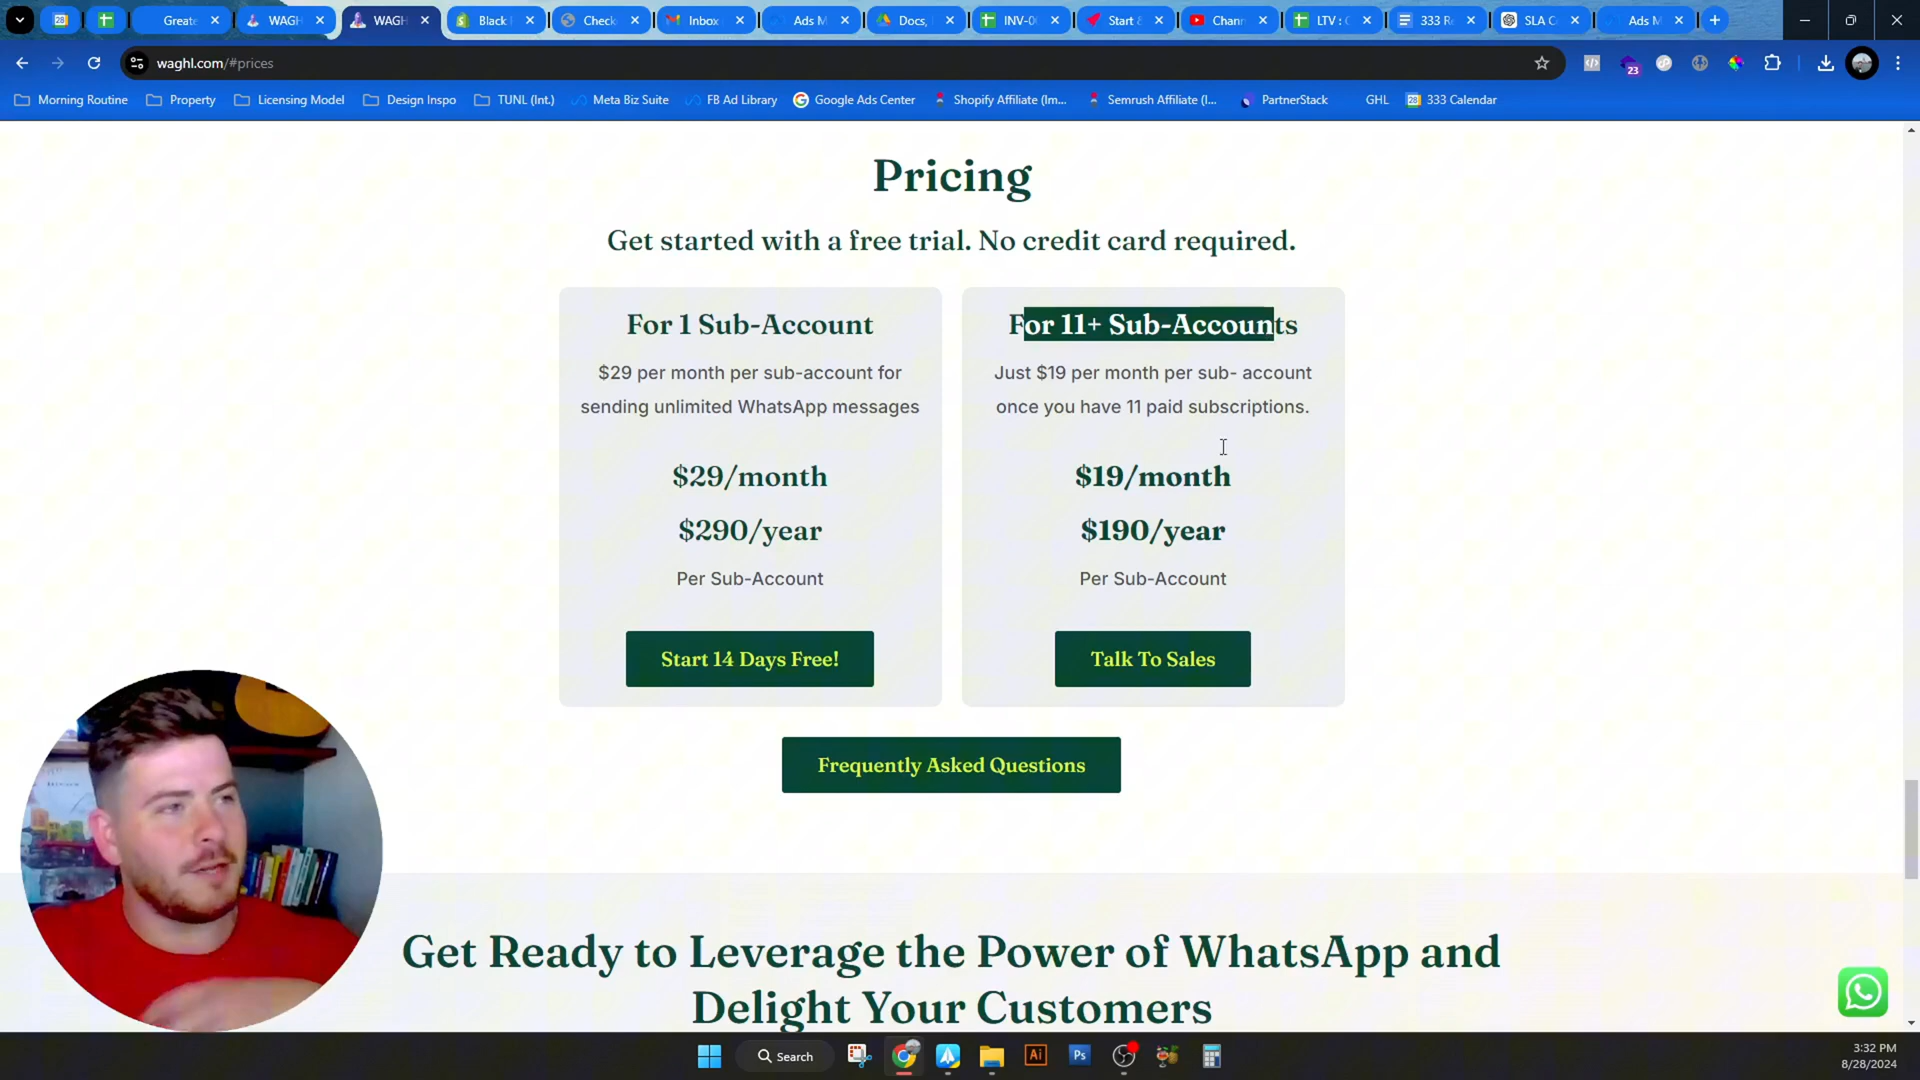 Greate
WAGH
WAGH
Black
Check
Inbox
Ads M
Docs,
INV-0
Start &
Chann
LTV : C
333 R
SLA C
Ads M
waghl.com/#prices
23
Morning Routine
Property
Licensing Model
Design Inspo
TUNL (Int.)
Meta Biz Suite
FB Ad Library
Google Ads Center
Shopify Affiliate (Im...
Semrush Affiliate (I...
PartnerStack
GHL
28
333 Calendar
Pricing
Get started with a free trial. No credit card required.
For 1 Sub-Account
$29 per month per sub-account for
sending unlimited WhatsApp messages
$29/month
$290/year
Per Sub-Account
Start 14 Days Free!
For 11+ Sub-Accounts
Just $19 per month per sub- account
once you have 11 paid subscriptions.
$19/month
$190/year
Per Sub-Account
Talk To Sales
Frequently Asked Questions
Get Ready to Leverage the Power of WhatsApp and
Delight Your Customers
Search
Ai
Ps
3:32 PM
8/28/2024